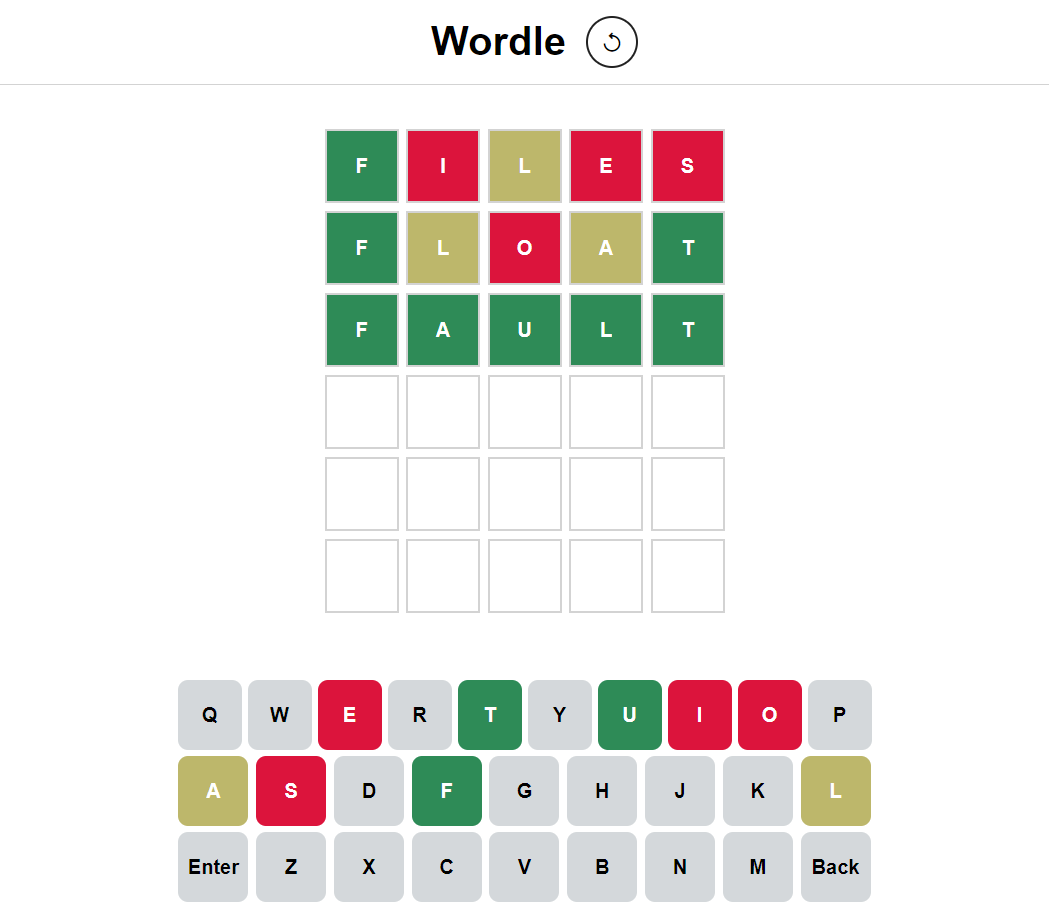 Wordle
F I L E S
F L O A T
F A U L T
Q W E R T Y U I O P
A S D F G H J K L
Enter Z X C V B N M Back